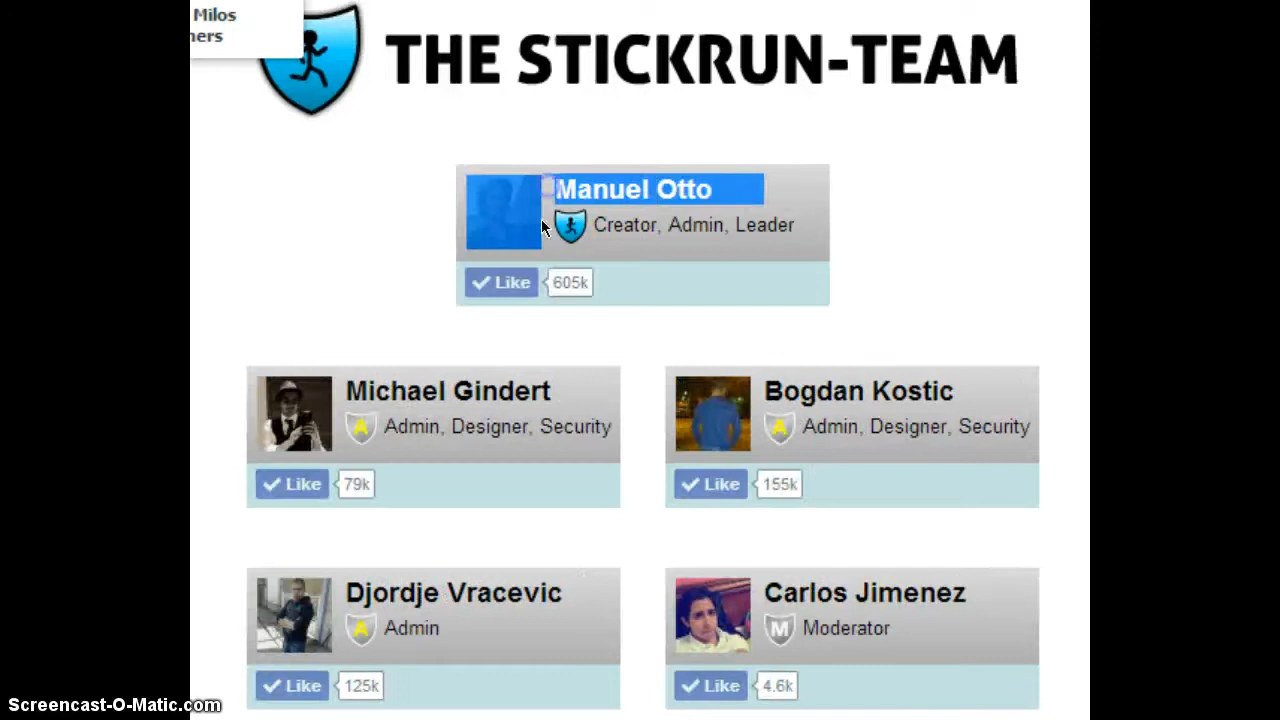 Milos
ners
THE STICKRUN-TEAM
Manuel Otto
Creator, Admin, Leader
Like 605k
Michael Gindert
A Admin, Designer, Security
Like 79k
Bogdan Kostic
A Admin, Designer, Security
Like 155k
Djordje Vracevic
A Admin
Like 125k
Carlos Jimenez
M Moderator
Like 4.6k
Screencast-O-Matic.com